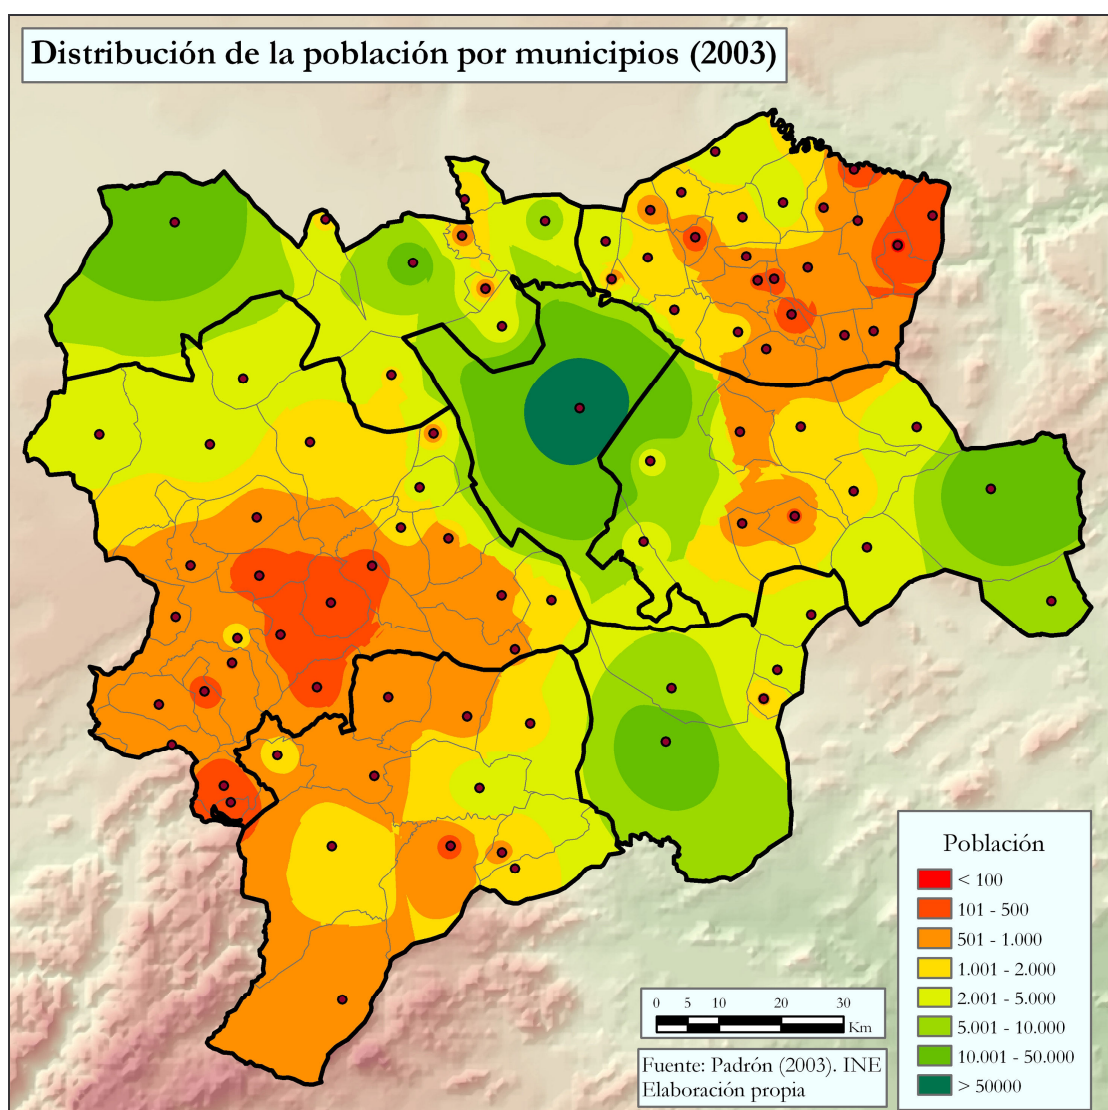 Distribución de la población por municipios (2003)
Población
< 100
101 - 500
501 - 1.000
1.001 - 2.000
2.001 - 5.000
5.001 - 10.000
10.001 - 50.000
> 50000
0 5 10 20 30
Km
Fuente: Padrón (2003). INE
Elaboración propia